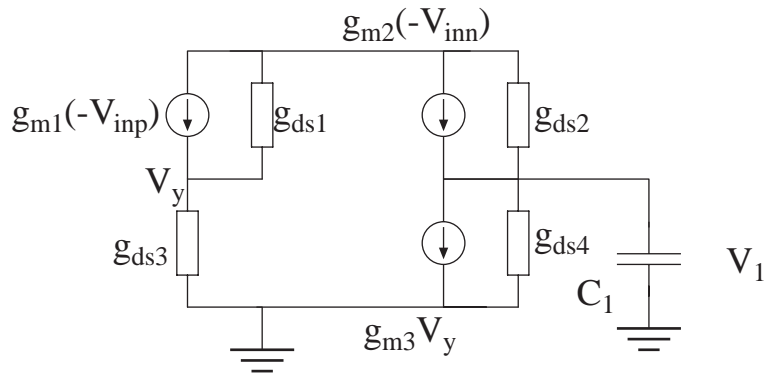 g_m2(-V_inn)
g_m1(-V_inp)
g_ds1
g_ds2
V_y
g_ds3
g_ds4
V_1
C_1
g_m3V_y